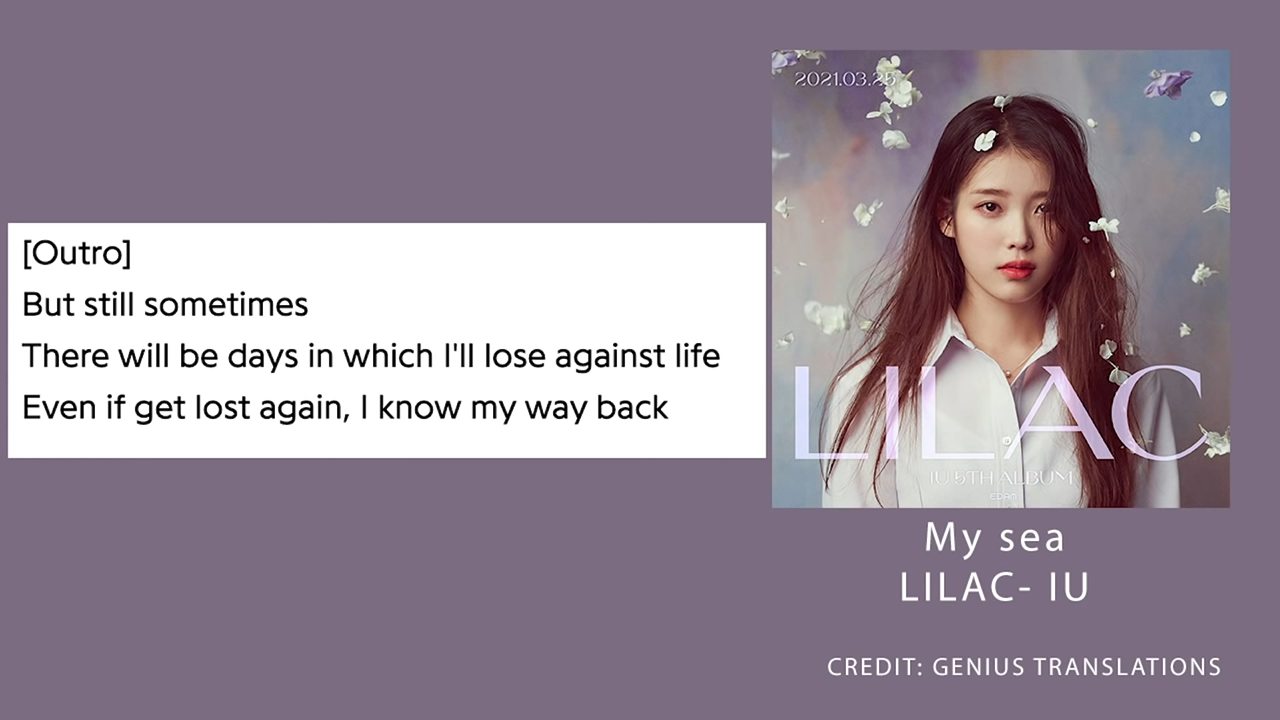 [Outro]
But still sometimes
There will be days in which I'll lose against life
Even if get lost again, I know my way back
2021.03.25
LILAC
IU 5TH ALBUM
EDAM
My sea
LILAC- IU
CREDIT: GENIUS TRANSLATIONS